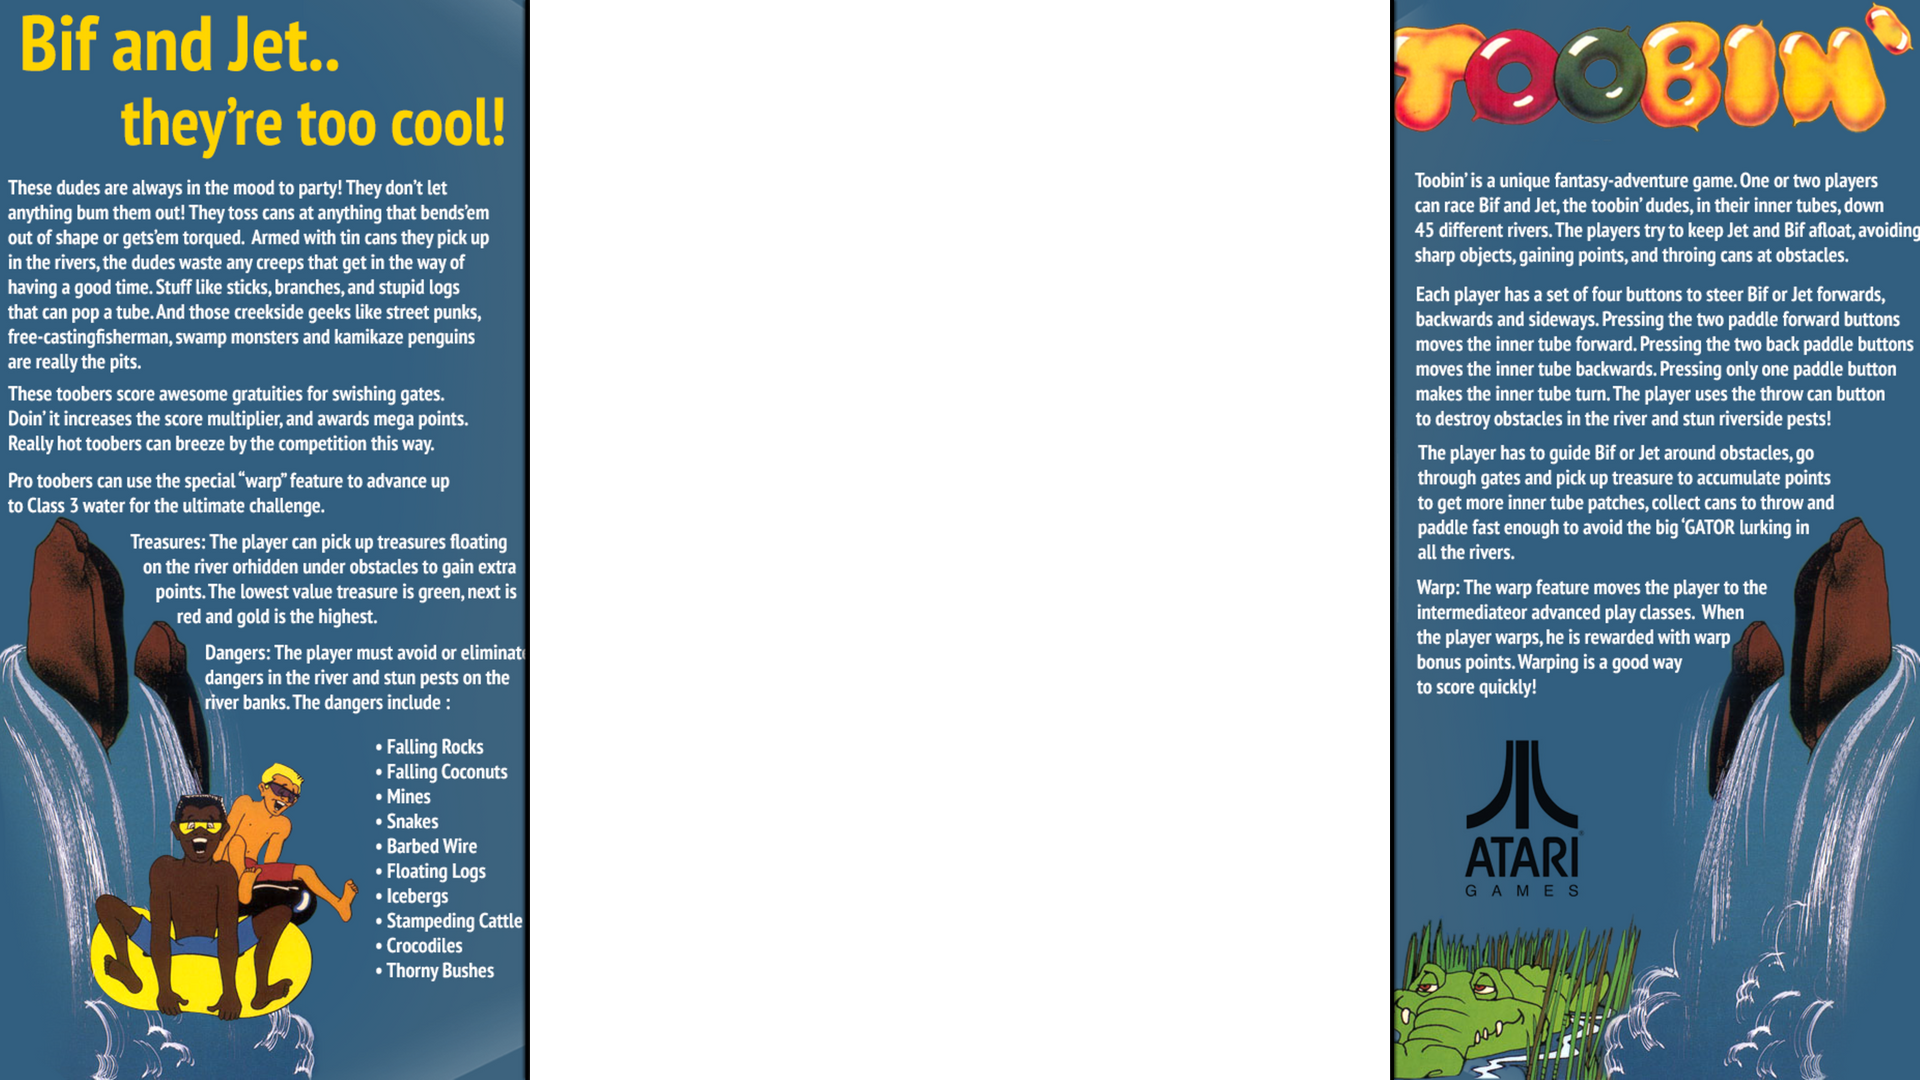 Bif and Jet..
they're too cool!
These dudes are always in the mood to party! They don't let
anything bum them out! They toss cans at anything that bends'em
out of shape or gets'em torqued. Armed with tin cans they pick up
in the rivers, the dudes waste any creeps that get in the way of
having a good time. Stuff like sticks, branches, and stupid logs
that can pop a tube. And those creekside geeks like street punks,
free-castingfisherman, swamp monsters and kamikaze penguins
are really the pits.
These toobers score awesome gratuities for swishing gates.
Doin' it increases the score multiplier, and awards mega points.
Really hot toobers can breeze by the competition this way.
Pro toobers can use the special “warp” feature to advance up
to Class 3 water for the ultimate challenge.
Treasures: The player can pick up treasures floating
on the river orhidden under obstacles to gain extra
points. The lowest value treasure is green, next is
red and gold is the highest.
Dangers: The player must avoid or eliminate
dangers in the river and stun pests on the
river banks. The dangers include :
• Falling Rocks
• Falling Coconuts
• Mines
• Snakes
• Barbed Wire
• Floating Logs
• Icebergs
• Stampeding Cattle
• Crocodiles
• Thorny Bushes
TOOBIN'
Toobin' is a unique fantasy-adventure game. One or two players
can race Bif and Jet, the toobin' dudes, in their inner tubes, down
45 different rivers. The players try to keep Jet and Bif afloat, avoiding
sharp objects, gaining points, and throing cans at obstacles.
Each player has a set of four buttons to steer Bif or Jet forwards,
backwards and sideways. Pressing the two paddle forward buttons
moves the inner tube forward. Pressing the two back paddle buttons
moves the inner tube backwards. Pressing only one paddle button
makes the inner tube turn. The player uses the throw can button
to destroy obstacles in the river and stun riverside pests!
The player has to guide Bif or Jet around obstacles, go
through gates and pick up treasure to accumulate points
to get more inner tube patches, collect cans to throw and
paddle fast enough to avoid the big ‘GATOR lurking in
all the rivers.
Warp: The warp feature moves the player to the
intermediateor advanced play classes. When
the player warps, he is rewarded with warp
bonus points. Warping is a good way
to score quickly!
ATARI
GAMES